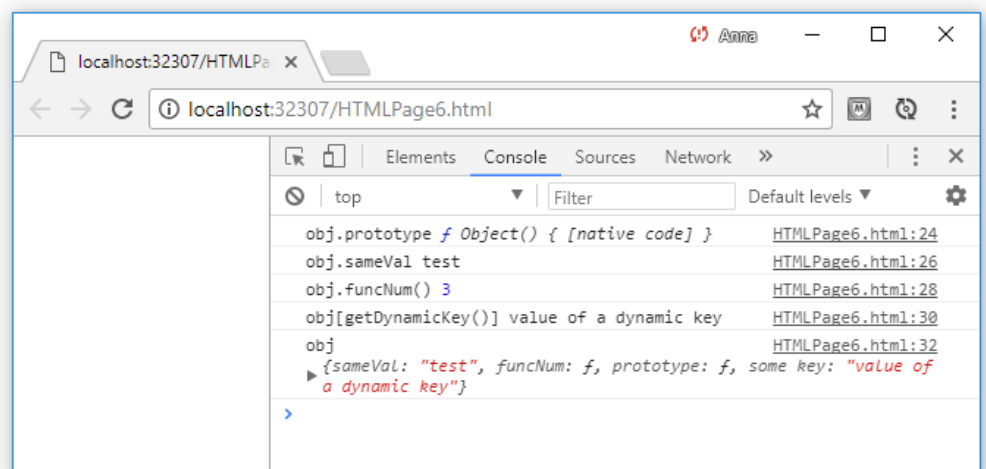 Anna
localhost:32307/HTMLPa
localhost:32307/HTMLPage6.html
Elements Console Sources Network »
top Filter Default levels
obj.prototype ƒ Object() { [native code] } HTMLPage6.html:24
obj.sameVal test HTMLPage6.html:26
obj.funcNum() 3 HTMLPage6.html:28
obj[getDynamicKey()] value of a dynamic key HTMLPage6.html:30
obj HTMLPage6.html:32
{sameVal: "test", funcNum: ƒ, prototype: ƒ, some key: "value of
a dynamic key"}